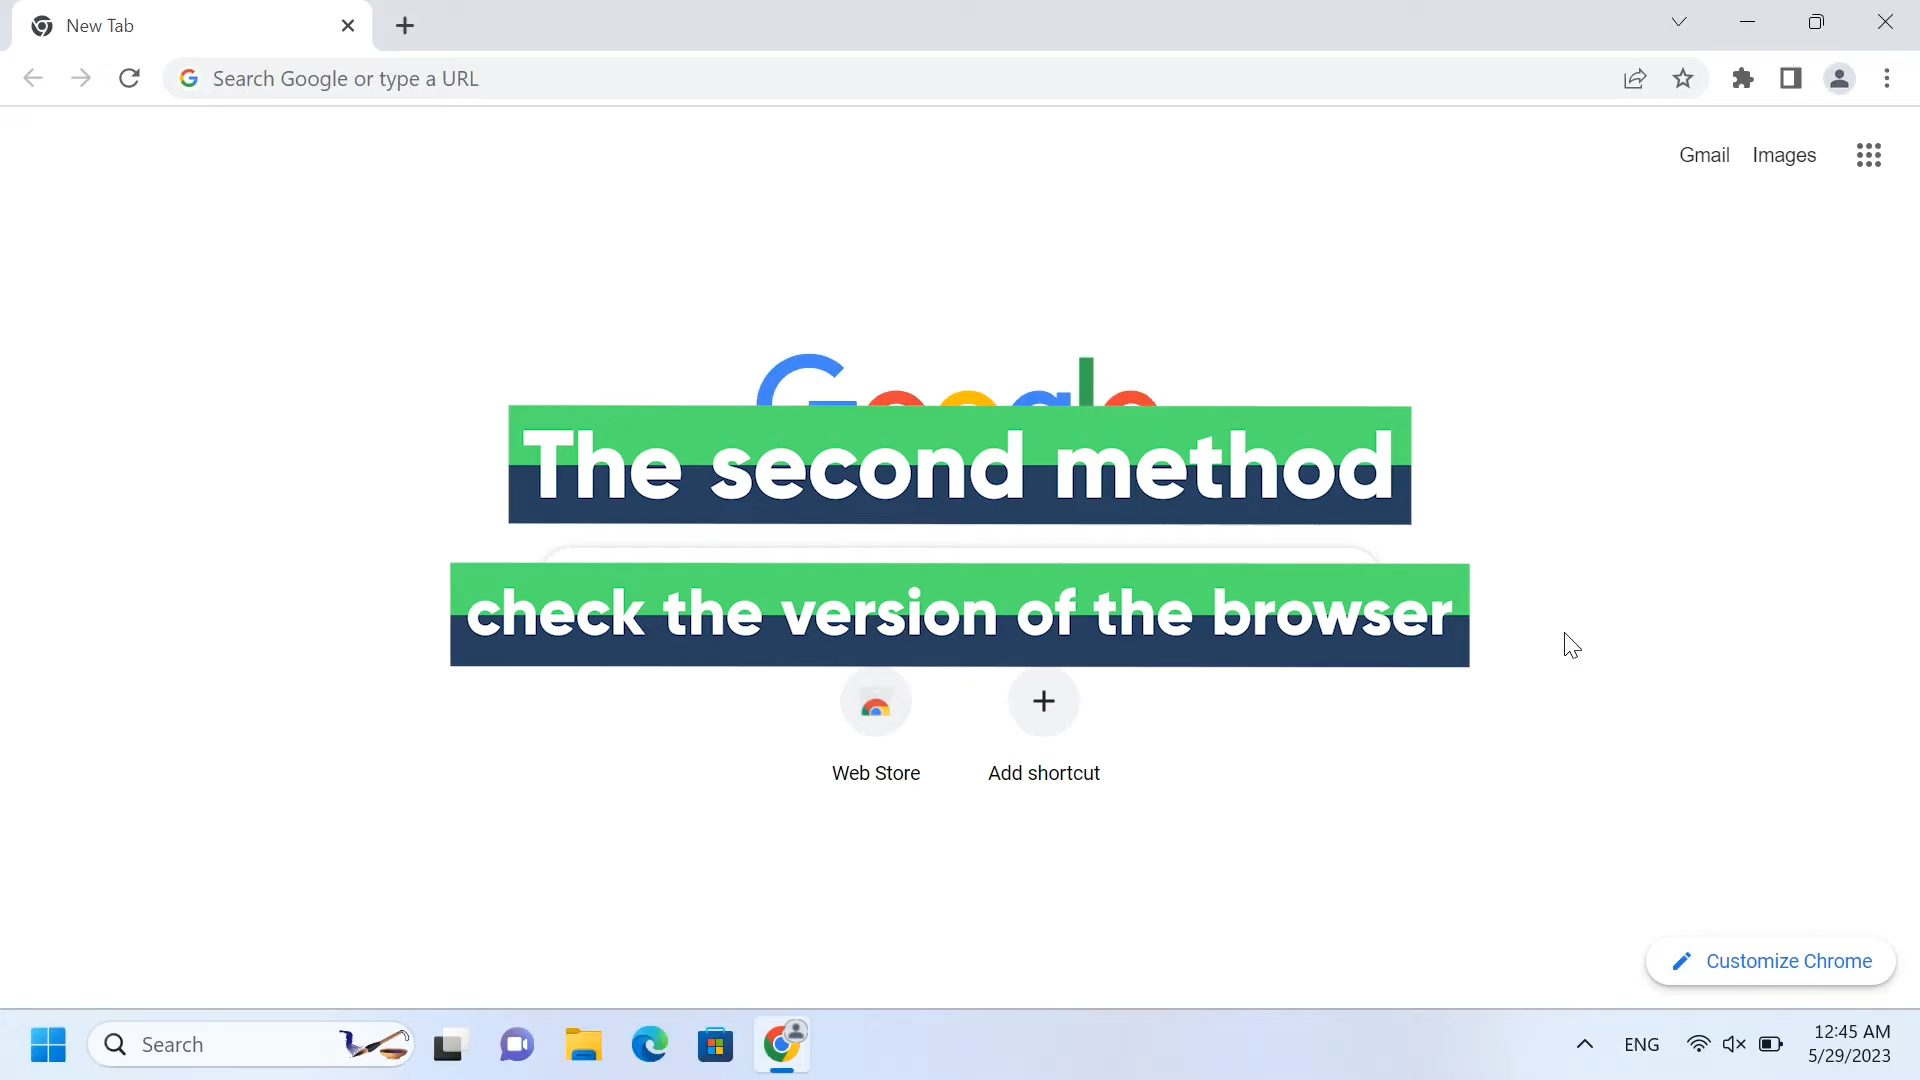 New Tab
Search Google or type a URL
Gmail Images
Google
The second method
check the version of the browser
Web Store Add shortcut
Customize Chrome
Search
ENG
12:45 AM
5/29/2023